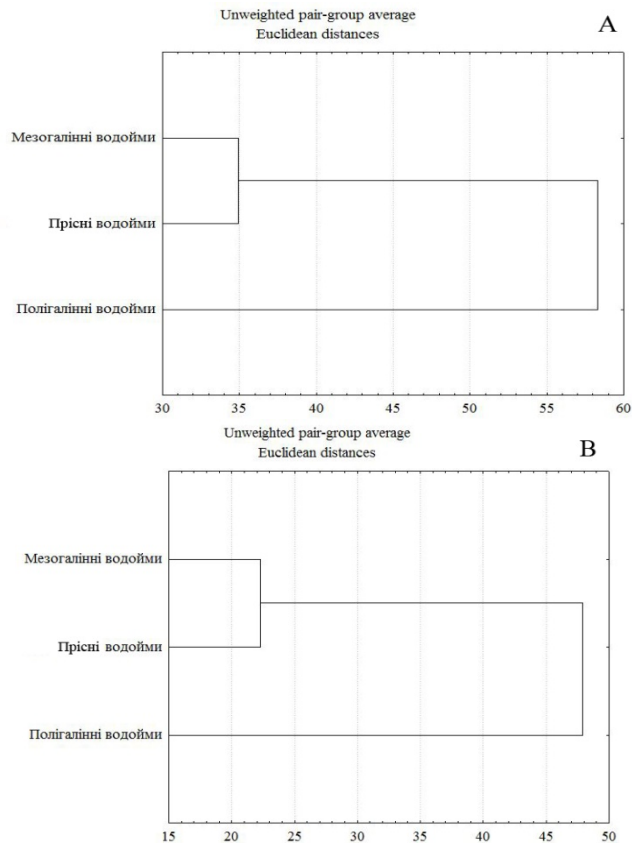 Unweighted pair-group average
Euclidean distances
A
Мезогалінні водойми
Прісні водойми
Полігалінні водойми
30 35 40 45 50 55 60
Unweighted pair-group average
Euclidean distances
B
Мезогалінні водойми
Прісні водойми
Полігалінні водойми
15 20 25 30 35 40 45 50